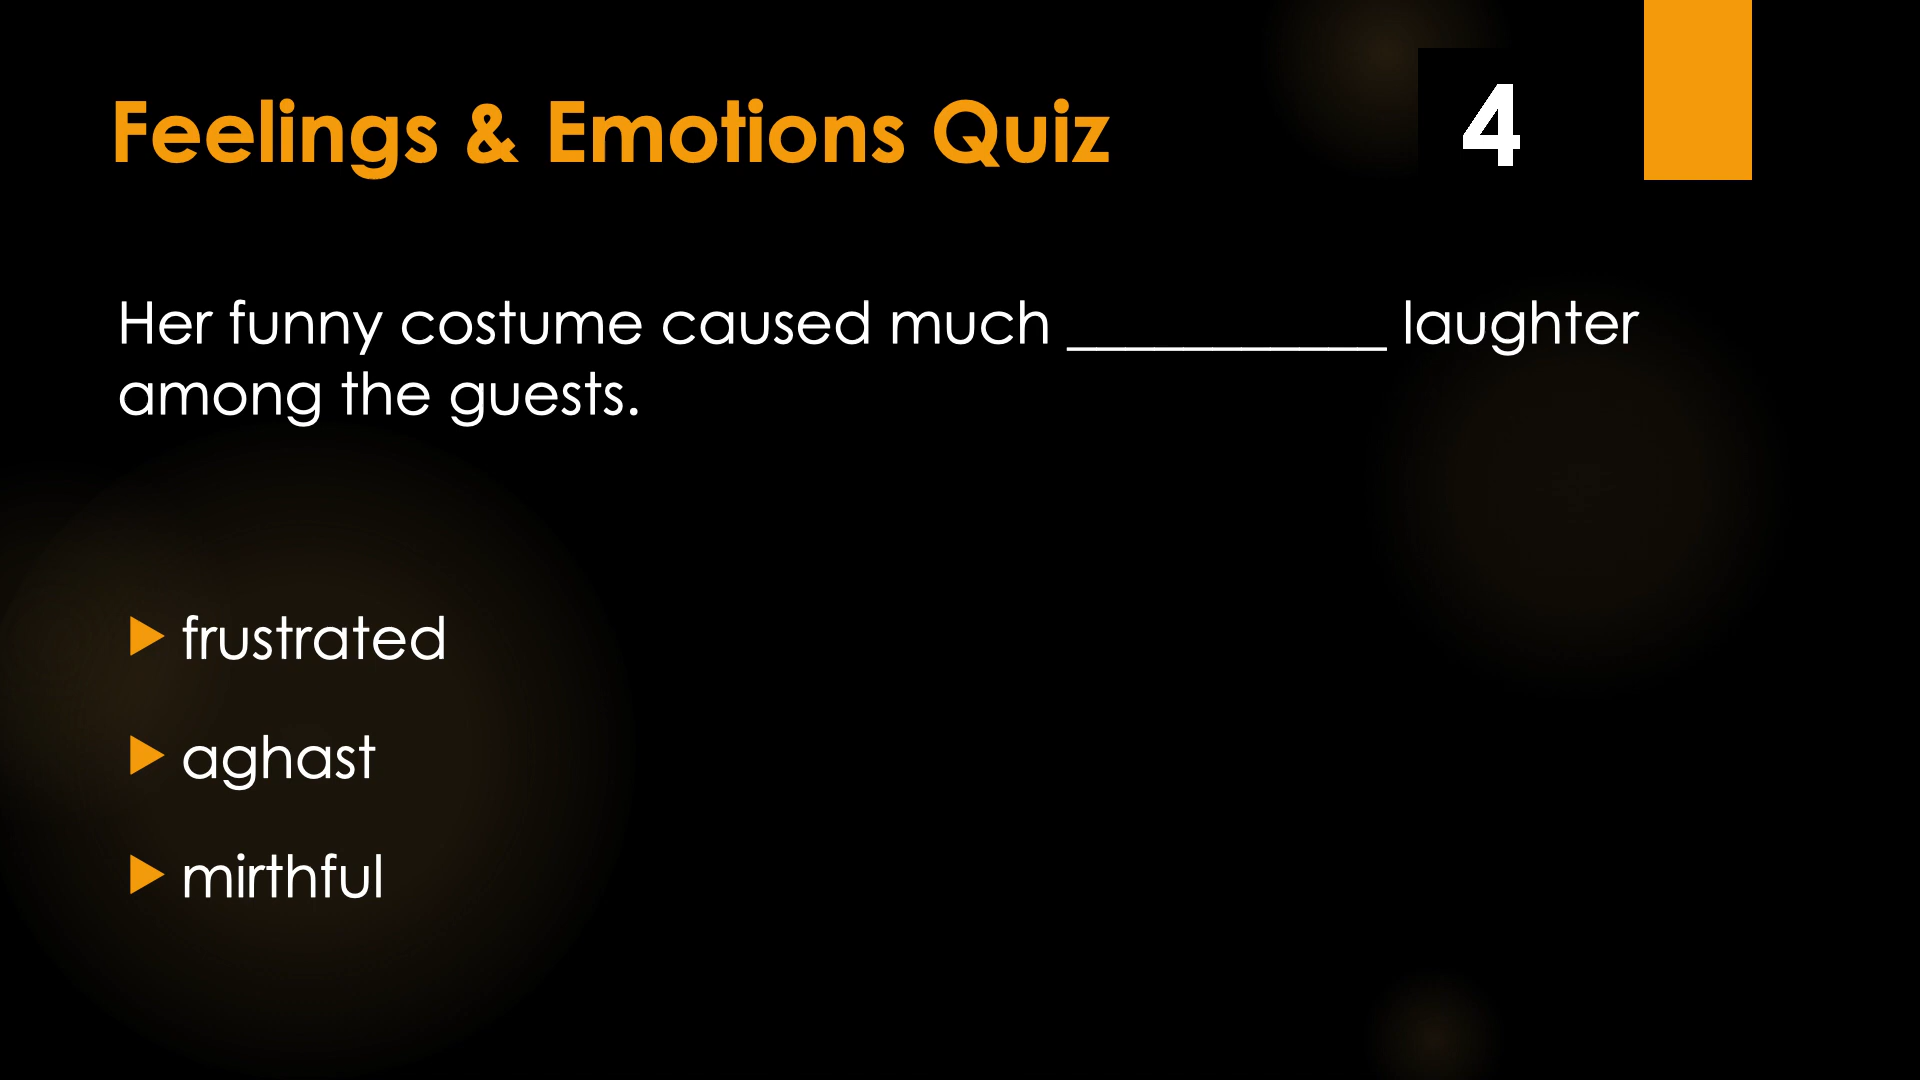 Feelings & Emotions Quiz
4
Her funny costume caused much ___________ laughter
among the guests.
frustrated
aghast
mirthful